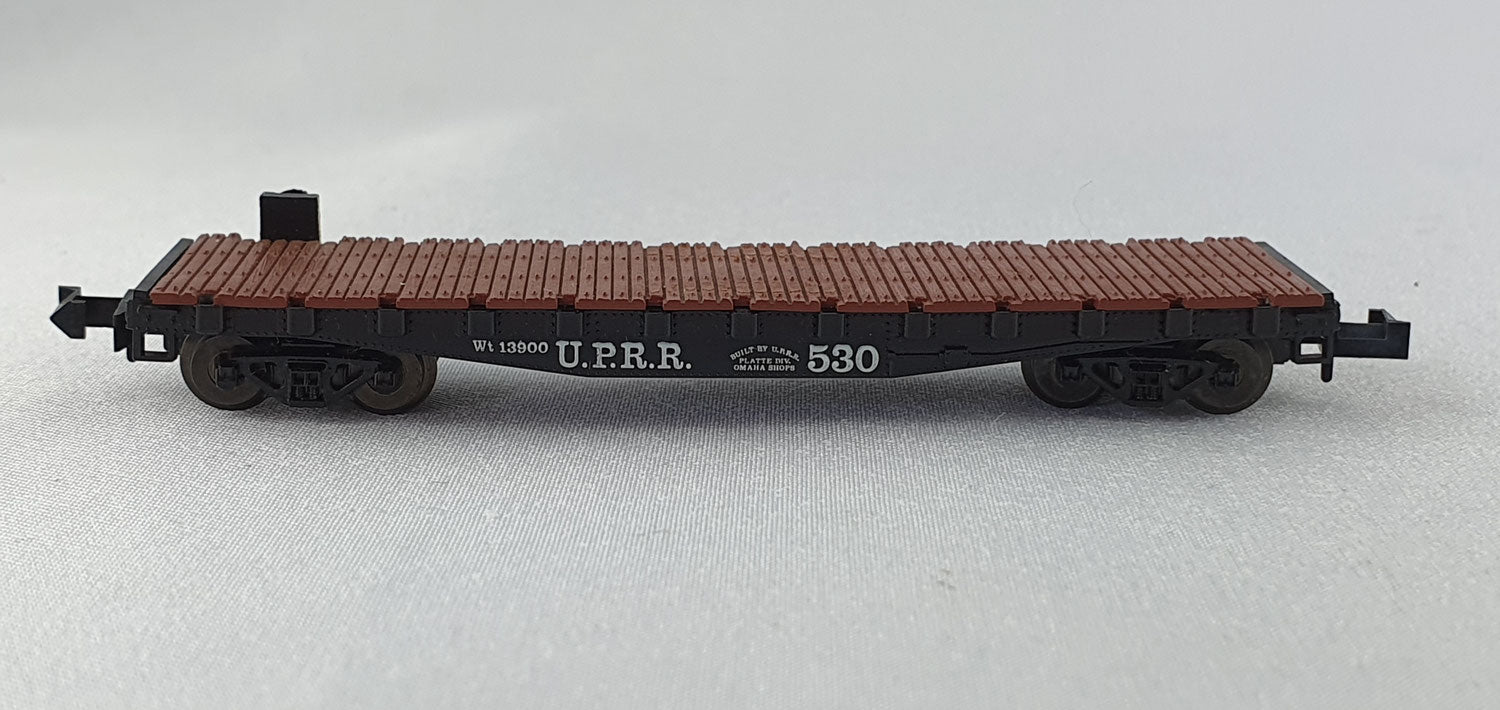 Wt 13900
U.P.R.R.
BUILT BY U.P.R.R.
PLATTE DIV.
OMAHA SHOPS
530